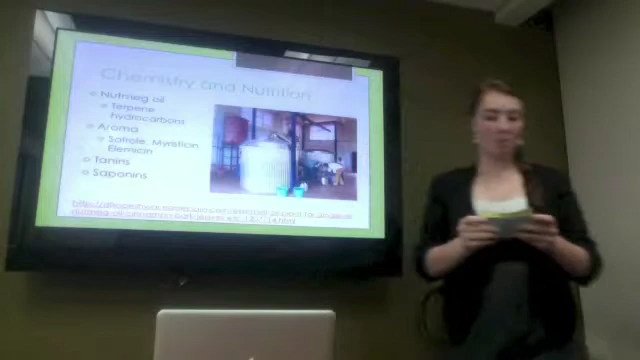 Chemistry and Nutrition
Nutmeg oil
Terpene
hydrocarbons
Aroma
Safrole, Myristicin
Elemicin
Tanins
Saponins